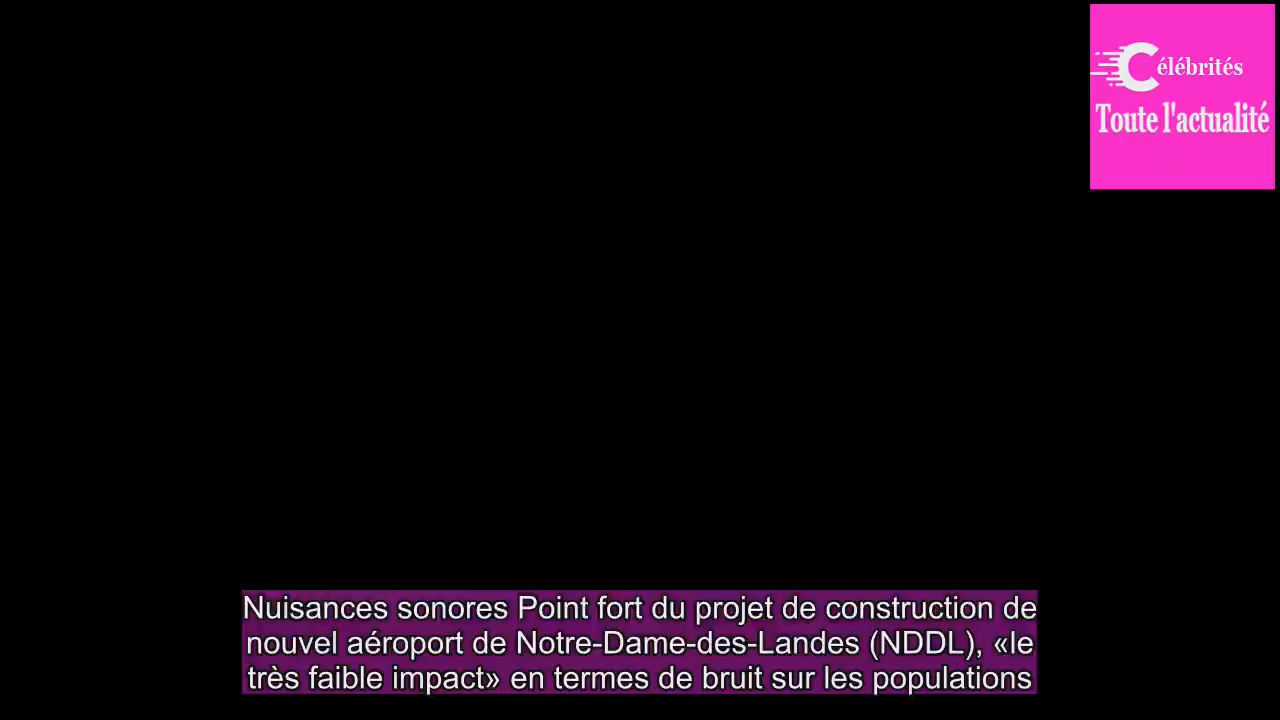 Célébrités
Toute l'actualité
Nuisances sonores Point fort du projet de construction de
nouvel aéroport de Notre-Dame-des-Landes (NDDL), «le
très faible impact» en termes de bruit sur les populations